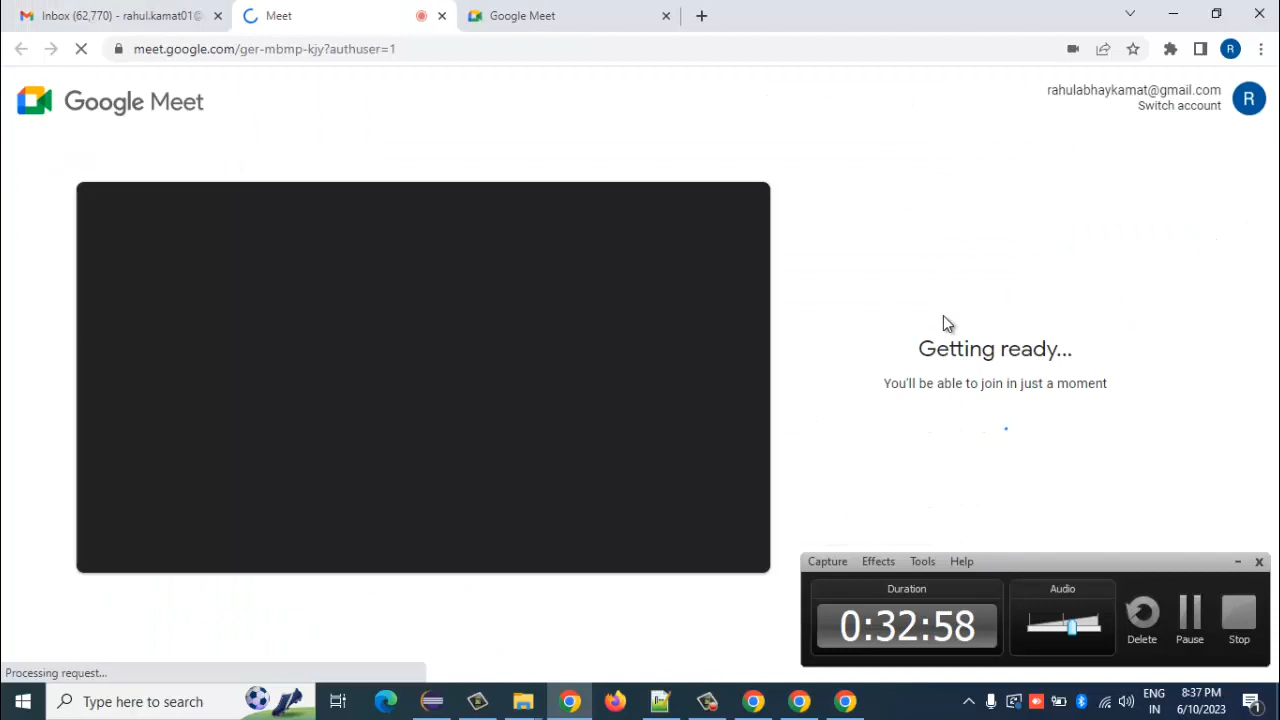 Inbox (62,770) - rahul.kamat01@
Meet
Google Meet
meet.google.com/ger-mbmp-kjy?authuser=1
R
Google Meet
rahulabhaykamat@gmail.com
Switch account
R
Getting ready...
You'll be able to join in just a moment
Capture Effects Tools Help
Duration
Audio
0:32:58
Delete
Pause
Stop
Processing request...
Type here to search
ENG
IN
8:37 PM
6/10/2023
1